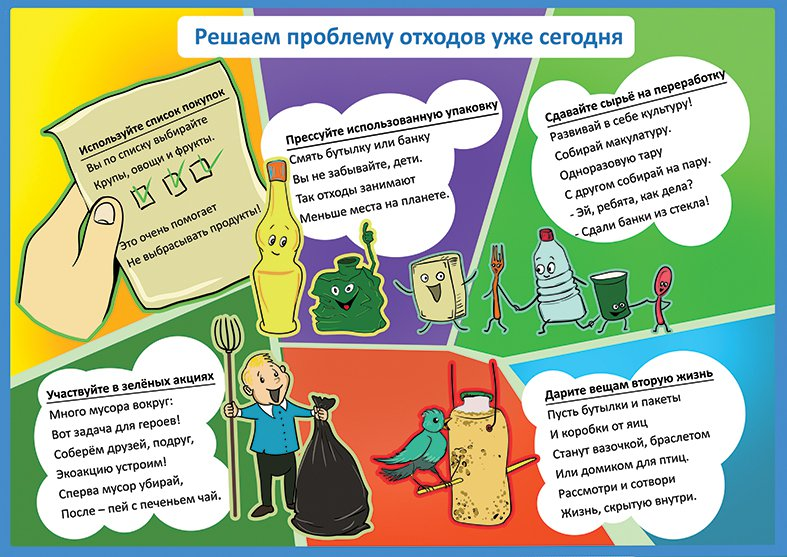 Решаем проблему отходов уже сегодня
Используйте список покупок
Вы по списку выбирайте
Крупы, овощи и фрукты.
Это очень помогает
Не выбрасывать продукты!
Прессуйте использованную упаковку
Смять бутылку или банку
Вы не забывайте, дети.
Так отходы занимают
Меньше места на планете.
Сдавайте сырьё на переработку
Развивай в себе культуру!
Собирай макулатуру.
Одноразовую тару
С другом собирай на пару.
- Эй, ребята, как дела?
- Сдали банки из стекла!
Участвуйте в зелёных акциях
Много мусора вокруг:
Вот задача для героев!
Соберём друзей, подруг,
Экоакцию устроим!
Сперва мусор убирай,
После – пей с печеньем чай.
Дарите вещам вторую жизнь
Пусть бутылки и пакеты
И коробки от яиц
Станут вазочкой, браслетом
Или домиком для птиц.
Рассмотри и сотвори
Жизнь, скрытую внутри.